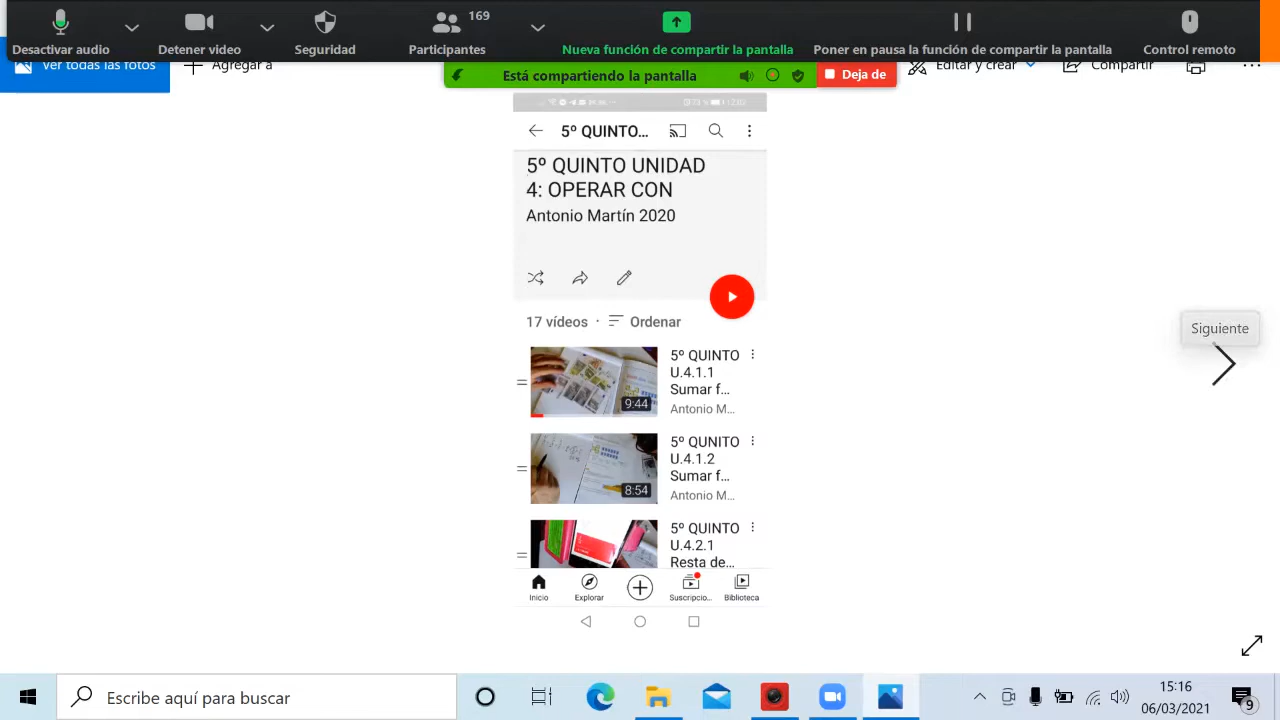 169
Desactivar audio
Detener video
Seguridad
Participantes
Nueva función de compartir la pantalla
Poner en pausa la función de compartir la pantalla
Control remoto
Ver todas las fotos
Agregar a
Está compartiendo la pantalla
Deja de
Editar y crear
Compartir
5º QUINTO...
5º QUINTO UNIDAD
4: OPERAR CON
Antonio Martín 2020
17 vídeos · Ordenar
Siguiente
9:44
5º QUINTO
U.4.1.1
Sumar f...
Antonio M...
8:54
5º QUNITO
U.4.1.2
Sumar f...
Antonio M...
5º QUINTO
U.4.2.1
Resta de...
Inicio
Explorar
Suscripcio...
Biblioteca
Escribe aquí para buscar
15:16
06/03/2021
9